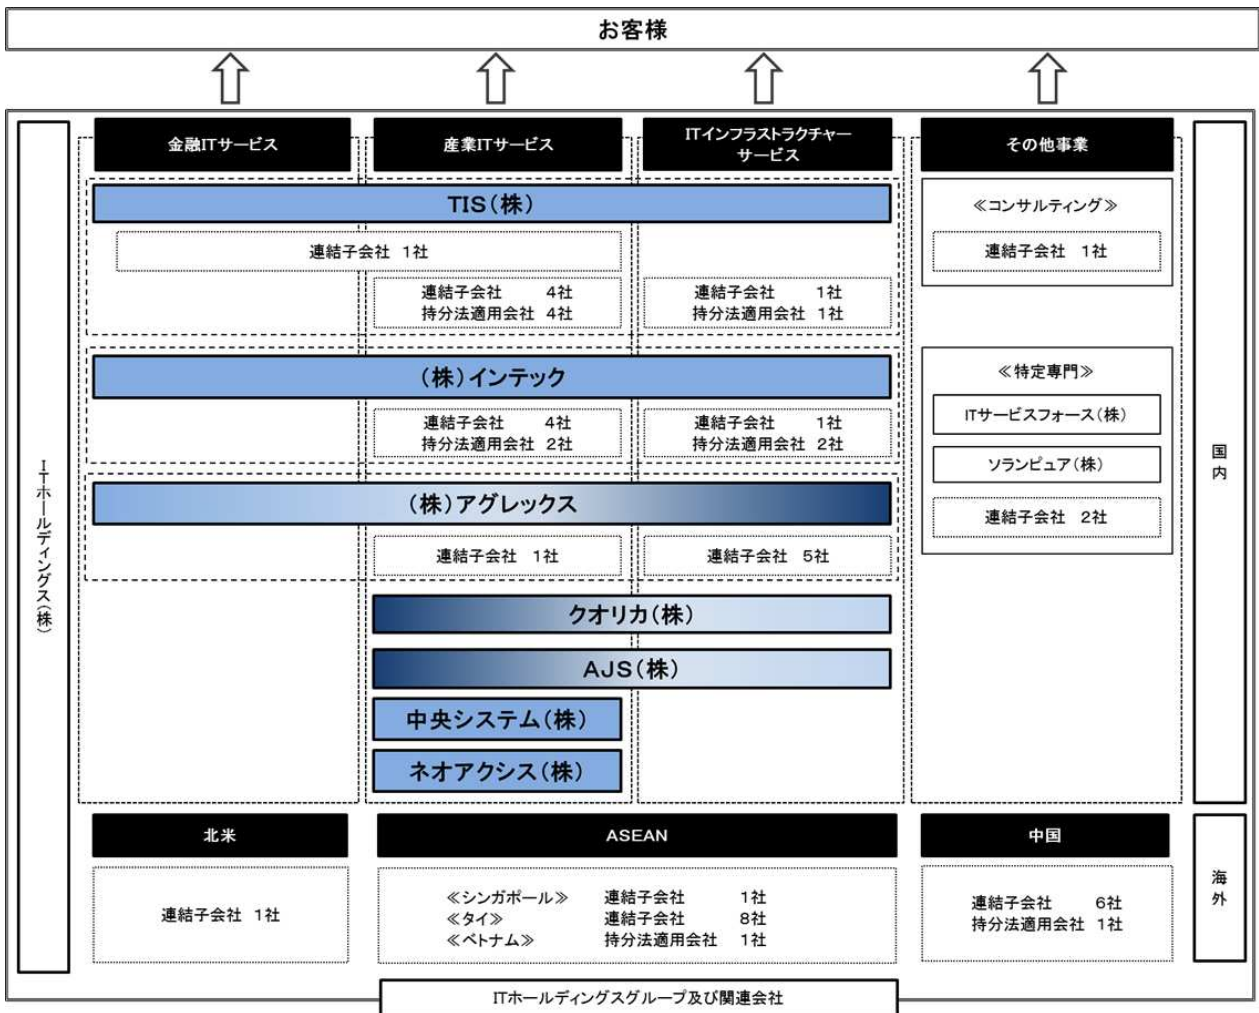 お客様
金融ITサービス
産業ITサービス
ITインフラストラクチャー
サービス
その他事業
TIS(株)
連結子会社 1社
連結子会社 4社
持分法適用会社 4社
連結子会社 1社
持分法適用会社 1社
≪コンサルティング≫
連結子会社 1社
(株)インテック
連結子会社 4社
持分法適用会社 2社
連結子会社 1社
持分法適用会社 2社
≪特定専門≫
ITサービスフォース(株)
ソランピュア(株)
連結子会社 2社
(株)アグレックス
連結子会社 1社
連結子会社 5社
クオリカ(株)
AJS(株)
中央システム(株)
ネオアクシス(株)
ITホールディングス(株)
国内
北米
ASEAN
中国
連結子会社 1社
≪シンガポール≫ 連結子会社 1社
≪タイ≫ 連結子会社 8社
≪ベトナム≫ 持分法適用会社 1社
連結子会社 6社
持分法適用会社 1社
海外
ITホールディングスグループ及び関連会社